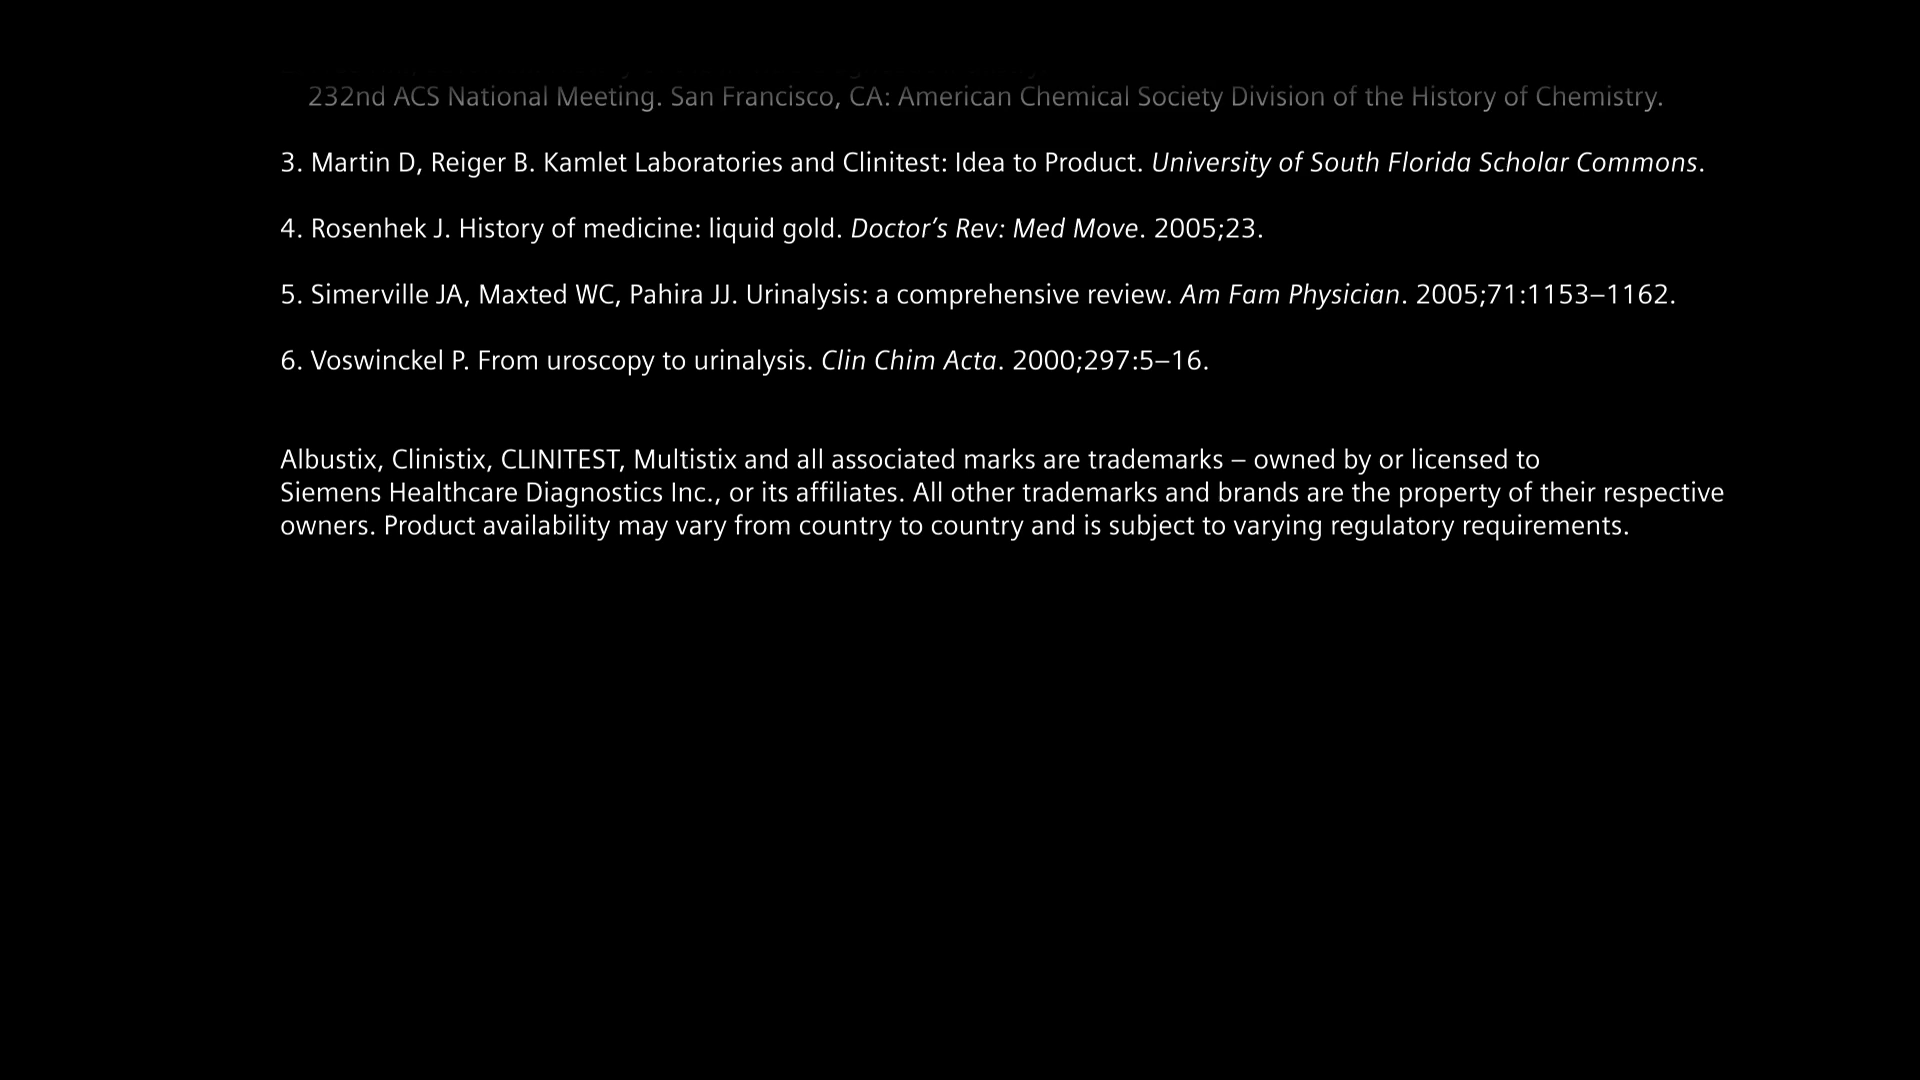 232nd ACS National Meeting. San Francisco, CA: American Chemical Society Division of the History of Chemistry.
3. Martin D, Reiger B. Kamlet Laboratories and Clinitest: Idea to Product. University of South Florida Scholar Commons.
4. Rosenhek J. History of medicine: liquid gold. Doctor’s Rev: Med Move. 2005;23.
5. Simerville JA, Maxted WC, Pahira JJ. Urinalysis: a comprehensive review. Am Fam Physician. 2005;71:1153–1162.
6. Voswinckel P. From uroscopy to urinalysis. Clin Chim Acta. 2000;297:5–16.
Albustix, Clinistix, CLINITEST, Multistix and all associated marks are trademarks – owned by or licensed to
Siemens Healthcare Diagnostics Inc., or its affiliates. All other trademarks and brands are the property of their respective
owners. Product availability may vary from country to country and is subject to varying regulatory requirements.